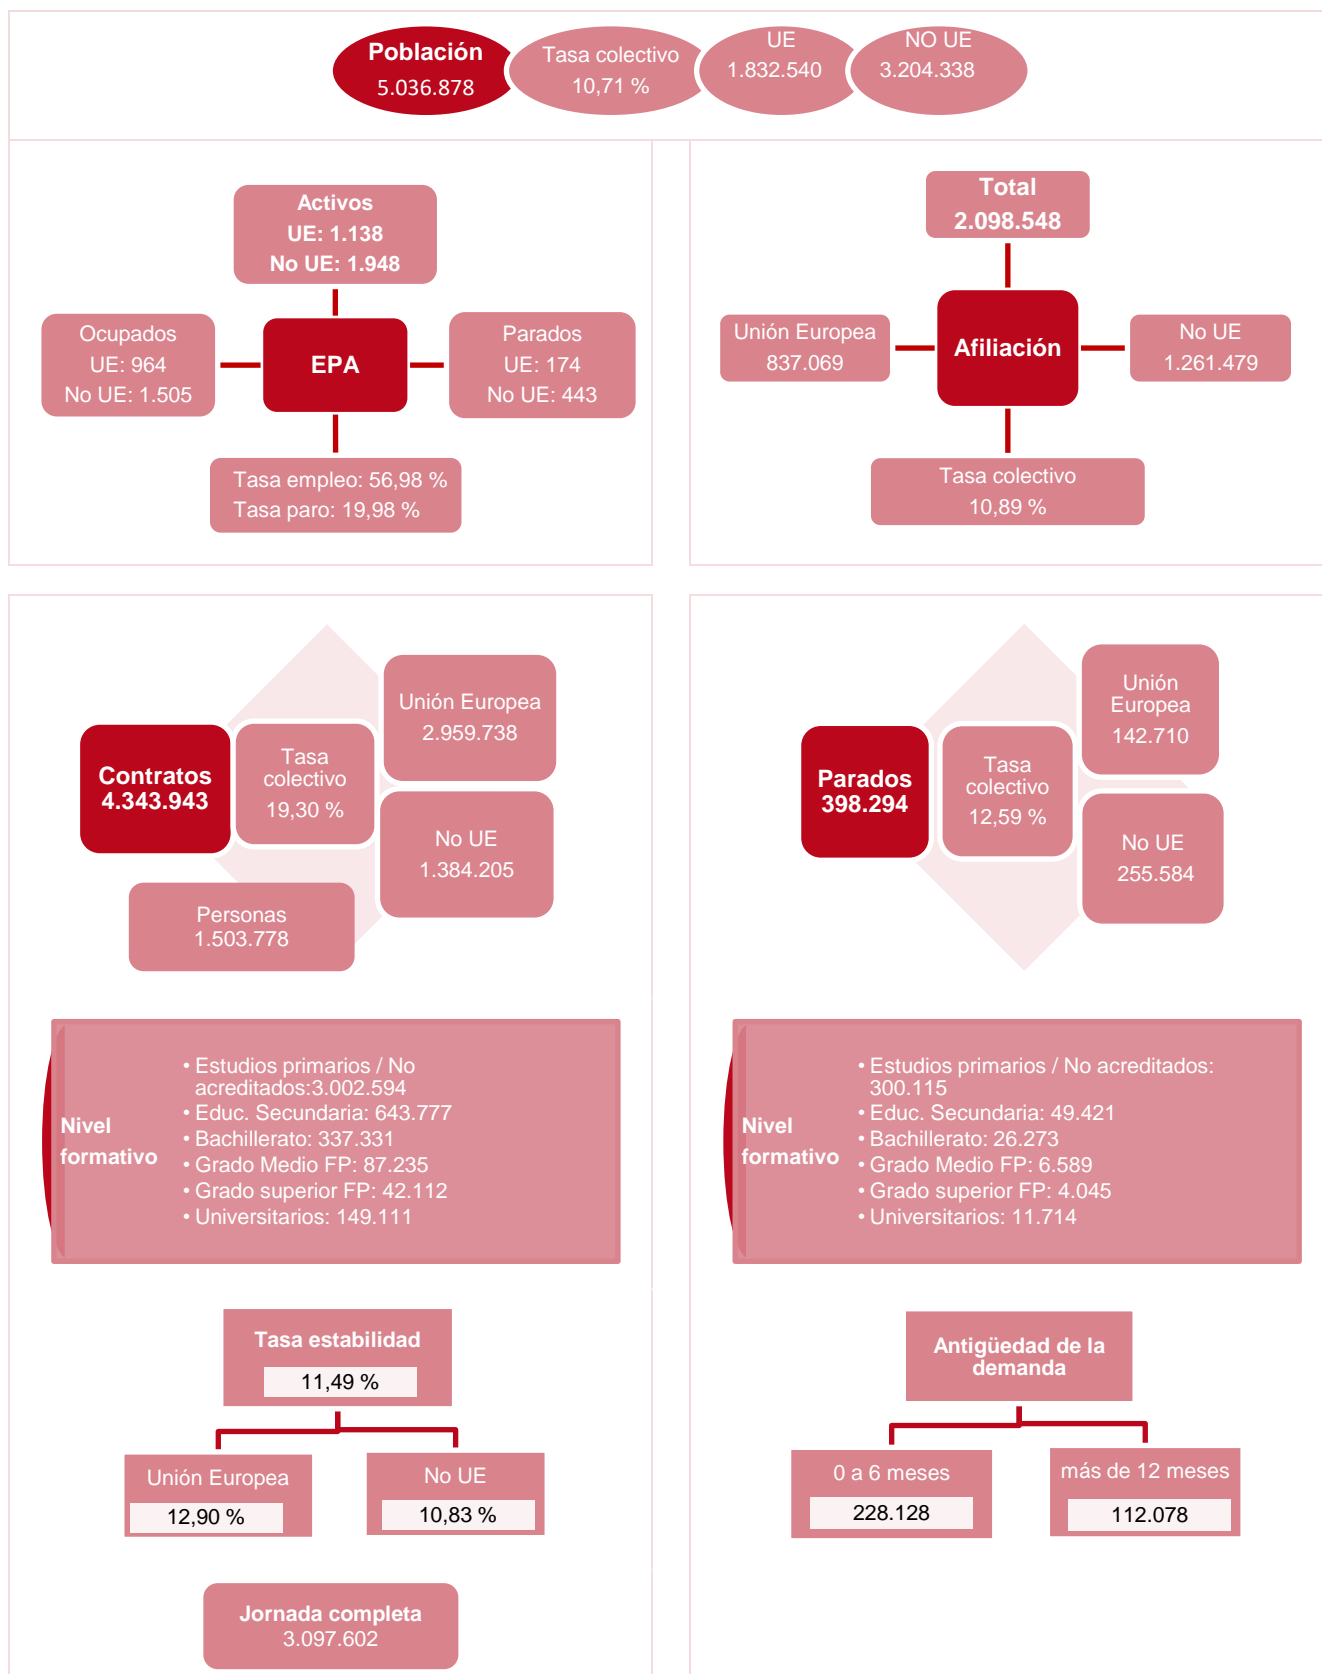 Población
5.036.878
Tasa colectivo
10,71 %
UE
1.832.540
NO UE
3.204.338
Activos
UE: 1.138
No UE: 1.948
Ocupados
UE: 964
No UE: 1.505
EPA
Parados
UE: 174
No UE: 443
Tasa empleo: 56,98 %
Tasa paro: 19,98 %
Total
2.098.548
Unión Europea
837.069
Afiliación
No UE
1.261.479
Tasa colectivo
10,89 %
Contratos
4.343.943
Tasa
colectivo
19,30 %
Unión Europea
2.959.738
No UE
1.384.205
Personas
1.503.778
Parados
398.294
Tasa
colectivo
12,59 %
Unión
Europea
142.710
No UE
255.584
Nivel
formativo
• Estudios primarios / No
acreditados:3.002.594
• Educ. Secundaria: 643.777
• Bachillerato: 337.331
• Grado Medio FP: 87.235
• Grado superior FP: 42.112
• Universitarios: 149.111
Nivel
formativo
• Estudios primarios / No acreditados:
300.115
• Educ. Secundaria: 49.421
• Bachillerato: 26.273
• Grado Medio FP: 6.589
• Grado superior FP: 4.045
• Universitarios: 11.714
Tasa estabilidad
11,49 %
Unión Europea
12,90 %
No UE
10,83 %
Jornada completa
3.097.602
Antigüedad de la
demanda
0 a 6 meses
228.128
más de 12 meses
112.078